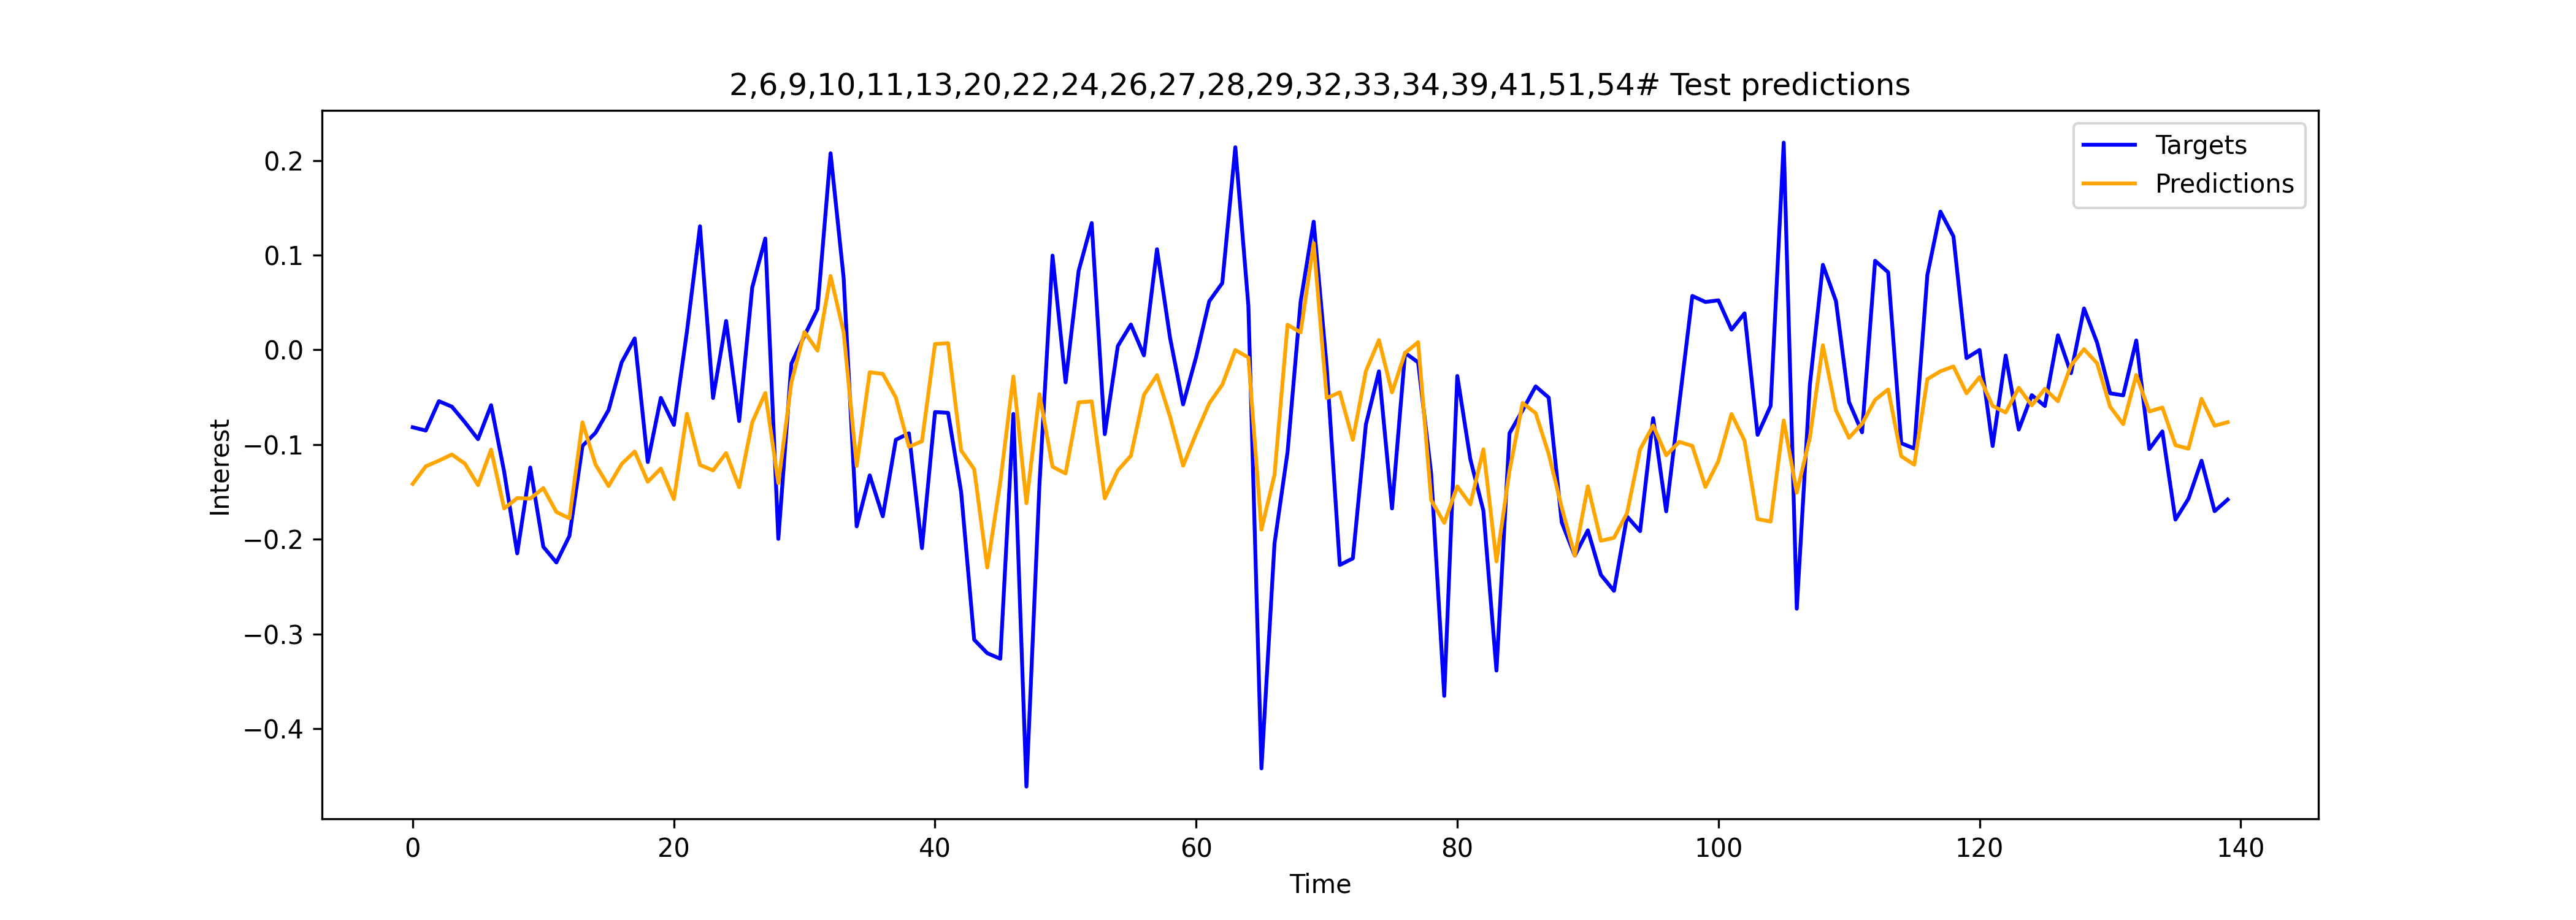 2,6,9,10,11,13,20,22,24,26,27,28,29,32,33,34,39,41,51,54# Test predictions
Targets
Predictions
0.2
0.1
0.0
−0.1
−0.2
−0.3
−0.4
Interest
0 20 40 60 80 100 120 140
Time